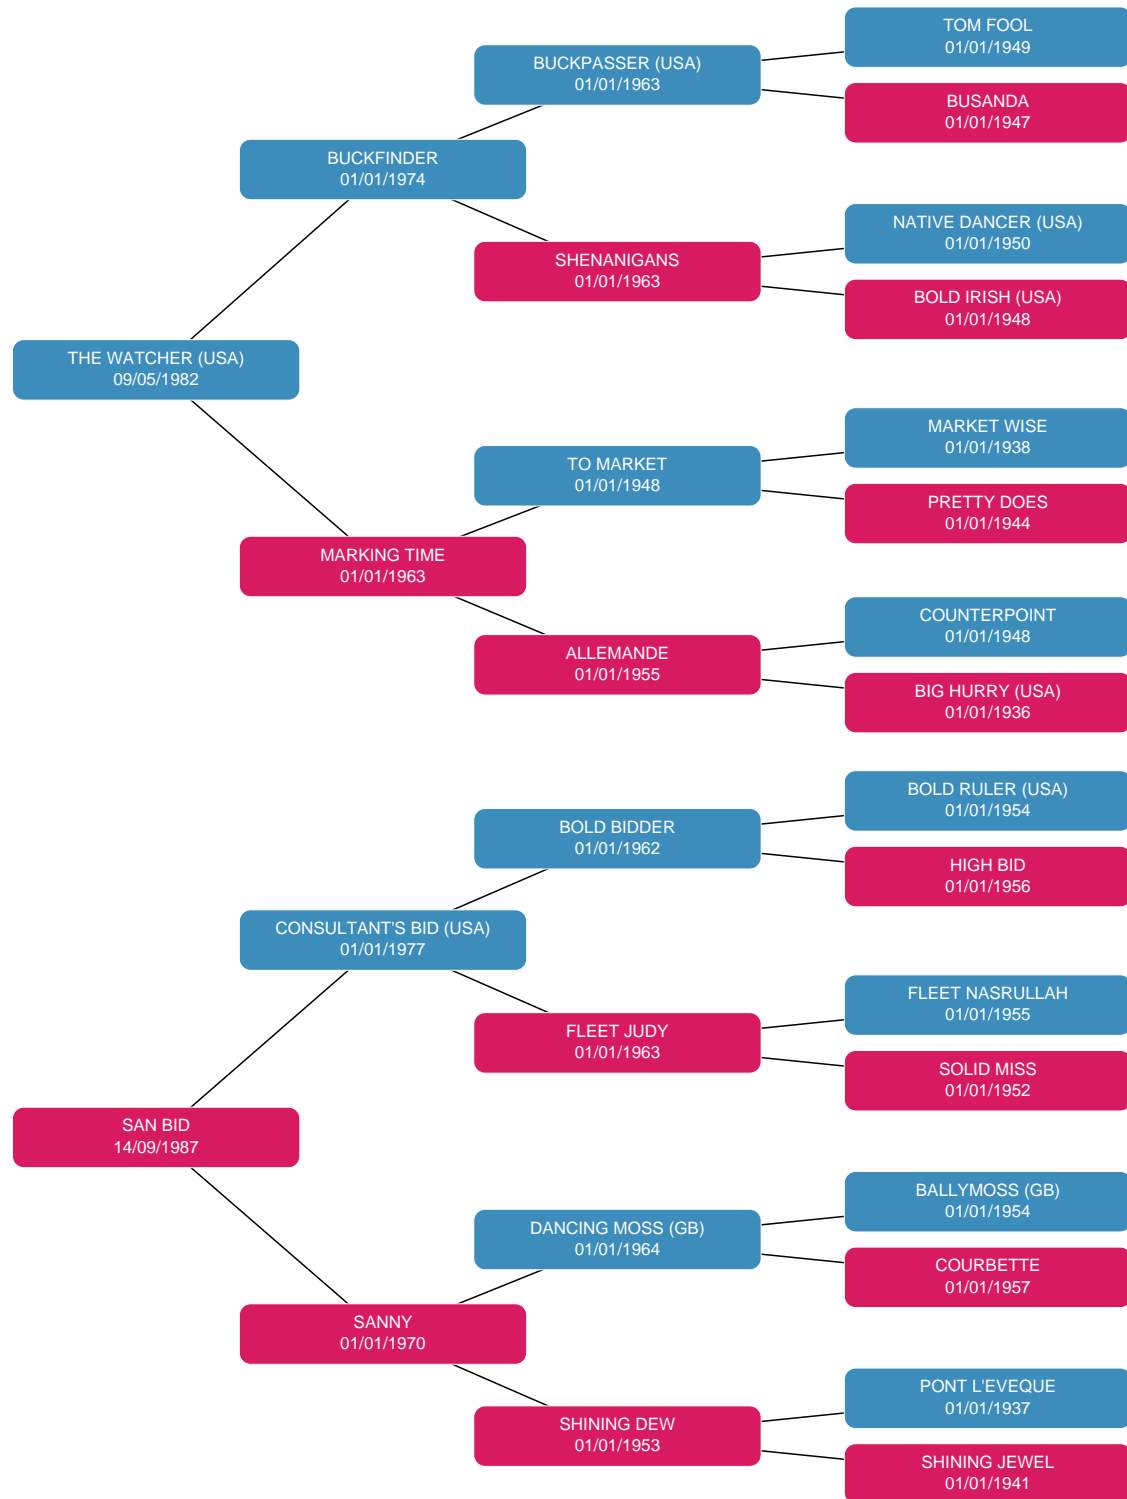 TOM FOOL
01/01/1949
BUCKPASSER (USA)
01/01/1963
BUSANDA
01/01/1947
BUCKFINDER
01/01/1974
NATIVE DANCER (USA)
01/01/1950
SHENANIGANS
01/01/1963
BOLD IRISH (USA)
01/01/1948
THE WATCHER (USA)
09/05/1982
MARKET WISE
01/01/1938
TO MARKET
01/01/1948
PRETTY DOES
01/01/1944
MARKING TIME
01/01/1963
COUNTERPOINT
01/01/1948
ALLEMANDE
01/01/1955
BIG HURRY (USA)
01/01/1936
BOLD RULER (USA)
01/01/1954
BOLD BIDDER
01/01/1962
HIGH BID
01/01/1956
CONSULTANT'S BID (USA)
01/01/1977
FLEET NASRULLAH
01/01/1955
FLEET JUDY
01/01/1963
SOLID MISS
01/01/1952
SAN BID
14/09/1987
BALLYMOSS (GB)
01/01/1954
DANCING MOSS (GB)
01/01/1964
COURBETTE
01/01/1957
SANNY
01/01/1970
PONT L'EVEQUE
01/01/1937
SHINING DEW
01/01/1953
SHINING JEWEL
01/01/1941